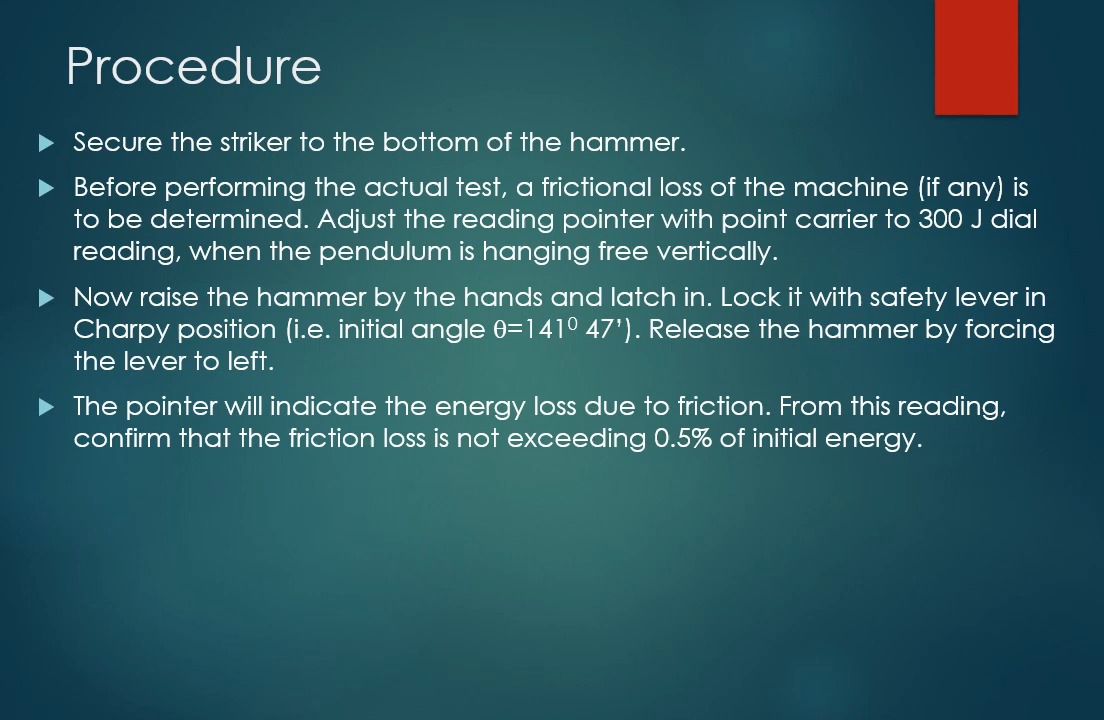 Procedure
Secure the striker to the bottom of the hammer.
Before performing the actual test, a frictional loss of the machine (if any) is
to be determined. Adjust the reading pointer with point carrier to 300 J dial
reading, when the pendulum is hanging free vertically.
Now raise the hammer by the hands and latch in. Lock it with safety lever in
Charpy position (i.e. initial angle θ=141⁰ 47’). Release the hammer by forcing
the lever to left.
The pointer will indicate the energy loss due to friction. From this reading,
confirm that the friction loss is not exceeding 0.5% of initial energy.